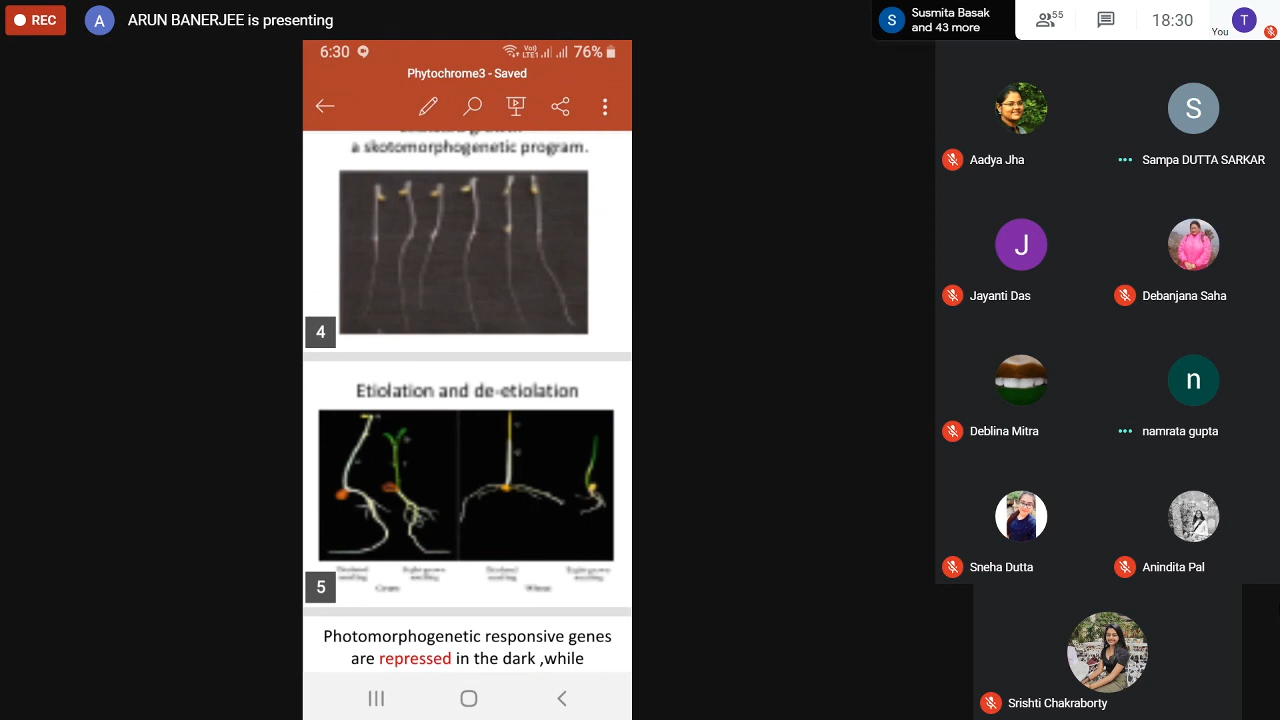 REC
A
ARUN BANERJEE is presenting
S
Susmita Basak
and 43 more
55
18:30
You
T
6:30
Vo)
LTE1
76%
Phytochrome3 - Saved
a skotomorphogenetic program.
4
Etiolation and de-etiolation
5
Photomorphogenetic responsive genes
are repressed in the dark ,while
Aadya Jha
S
Sampa DUTTA SARKAR
J
Jayanti Das
Debanjana Saha
Deblina Mitra
n
namrata gupta
Sneha Dutta
Anindita Pal
Srishti Chakraborty